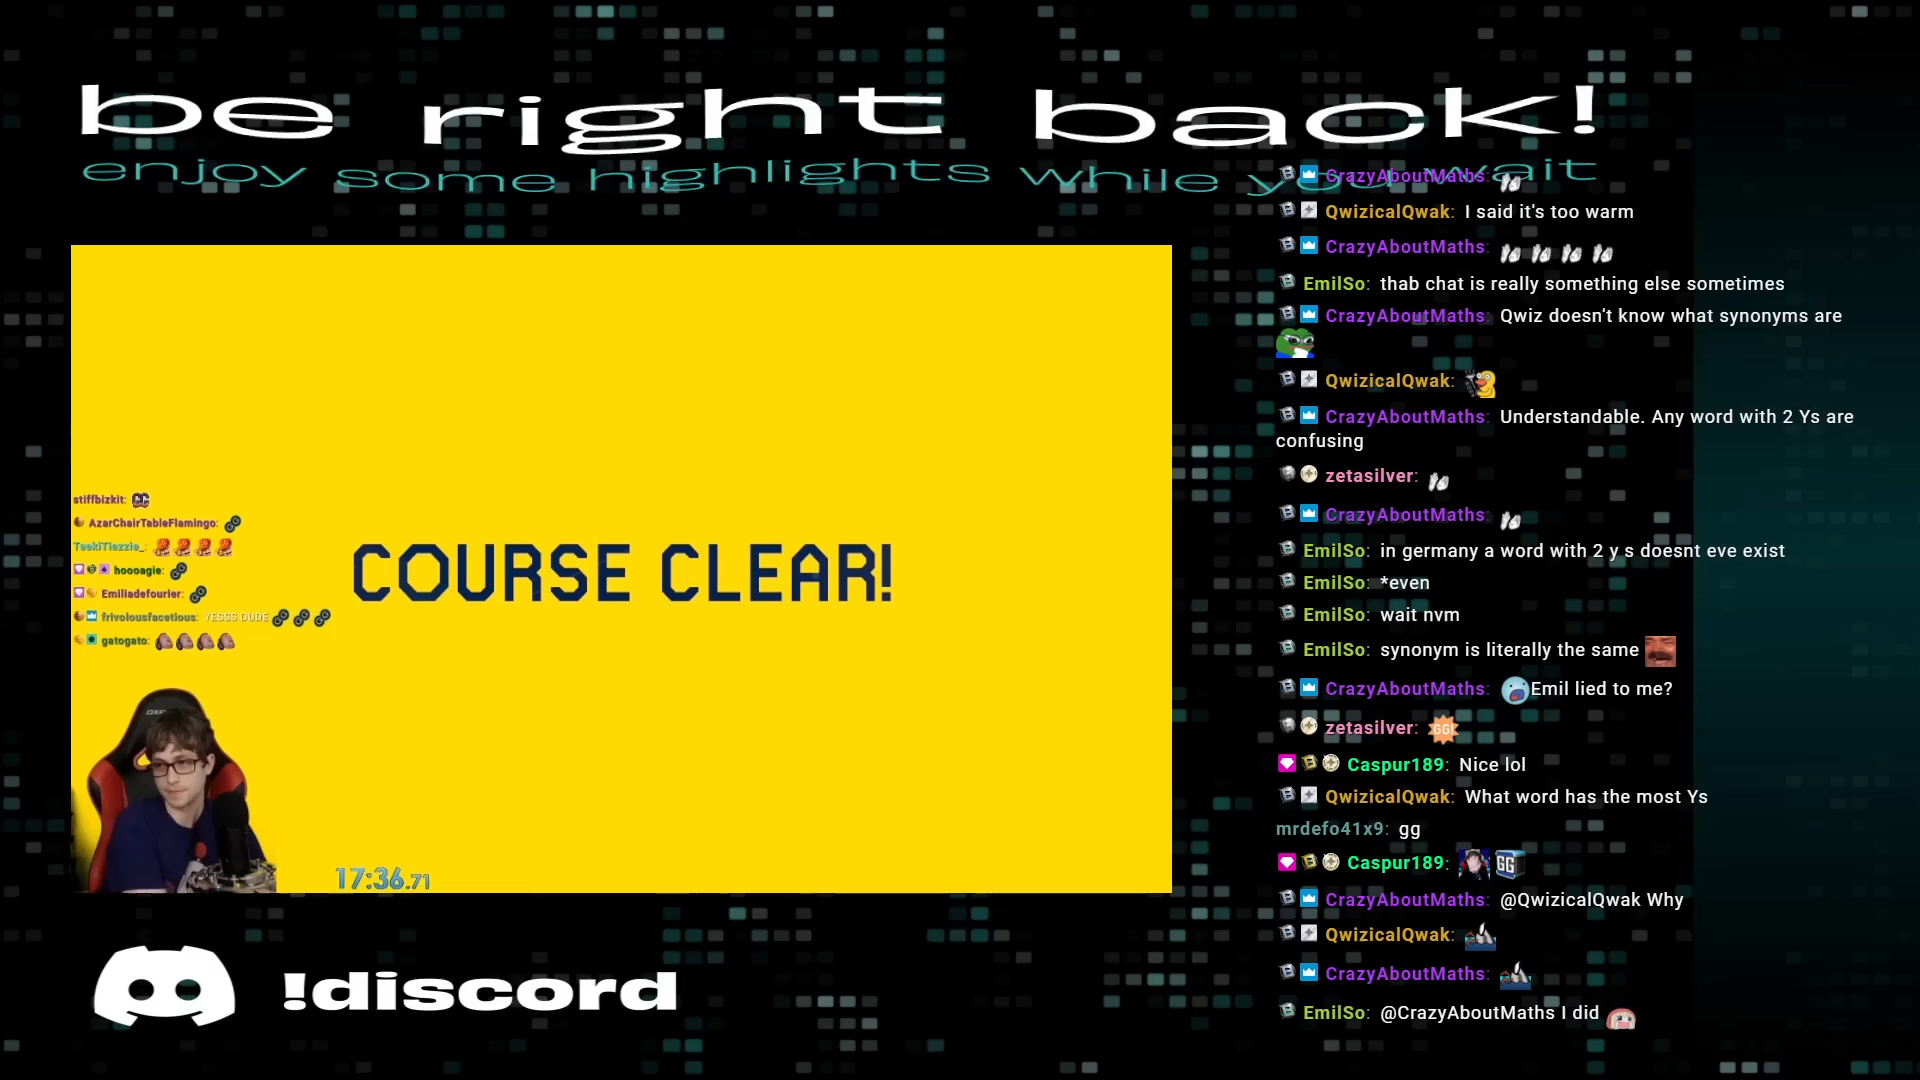 be right back!
enjoy some highlights while you wait
CrazyAboutMaths:
QwizicalQwak: I said it's too warm
CrazyAboutMaths:
EmilSo: thab chat is really something else sometimes
CrazyAboutMaths: Qwiz doesn't know what synonyms are
QwizicalQwak:
CrazyAboutMaths: Understandable. Any word with 2 Ys are
confusing
zetasilver:
CrazyAboutMaths:
EmilSo: in germany a word with 2 y s doesnt eve exist
EmilSo: *even
EmilSo: wait nvm
EmilSo: synonym is literally the same
CrazyAboutMaths: Emil lied to me?
zetasilver: GG!
Caspur189: Nice lol
QwizicalQwak: What word has the most Ys
mrdefo41x9: gg
Caspur189: GG
CrazyAboutMaths: @QwizicalQwak Why
QwizicalQwak:
CrazyAboutMaths:
EmilSo: @CrazyAboutMaths I did
stiffbizkit:
AzarChairTableFlamingo:
TeekiTiezzie_:
hoooagie:
Emiliadefourier:
frivolousfacetious: YESSS DUDE
gatogato:
COURSE CLEAR!
17:36.71
!discord